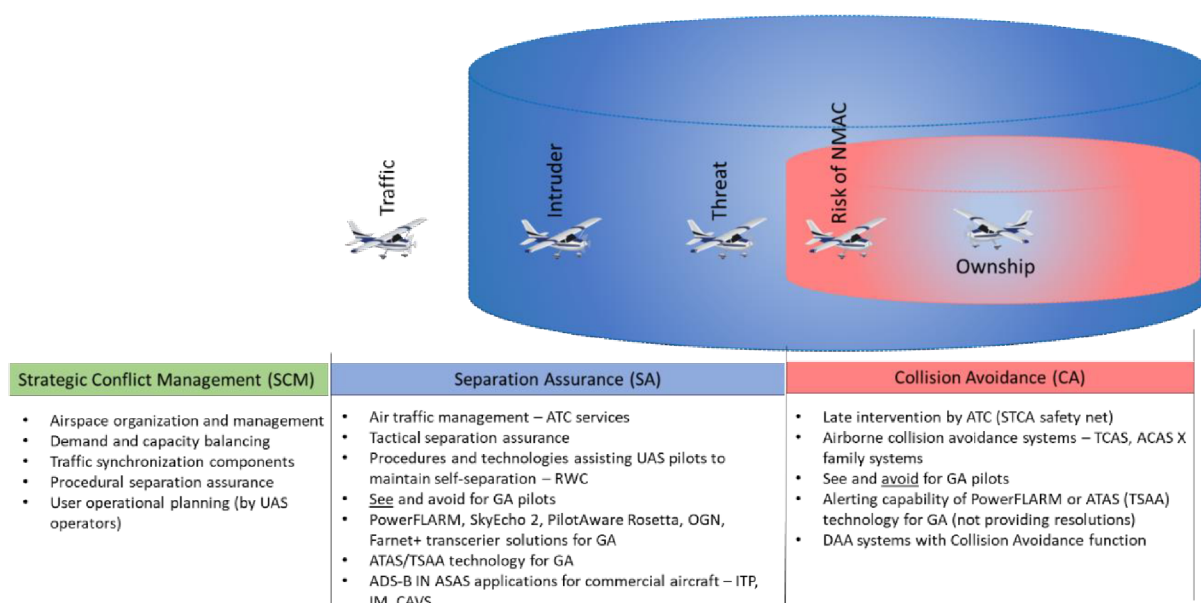 Traffic
Intruder
Threat
Risk of NMAC
Ownship
Strategic Conflict Management (SCM)
• Airspace organization and management
• Demand and capacity balancing
• Traffic synchronization components
• Procedural separation assurance
• User operational planning (by UAS
operators)
Separation Assurance (SA)
• Air traffic management – ATC services
• Tactical separation assurance
• Procedures and technologies assisting UAS pilots to
maintain self-separation – RWC
• See and avoid for GA pilots
• PowerFLARM, SkyEcho 2, PilotAware Rosetta, OGN,
Farnet+ transcerier solutions for GA
• ATAS/TSAA technology for GA
• ADS-B IN ASAS applications for commercial aircraft – ITP,
IM, CAVS
Collision Avoidance (CA)
• Late intervention by ATC (STCA safety net)
• Airborne collision avoidance systems – TCAS, ACAS X
family systems
• See and avoid for GA pilots
• Alerting capability of PowerFLARM or ATAS (TSAA)
technology for GA (not providing resolutions)
• DAA systems with Collision Avoidance function